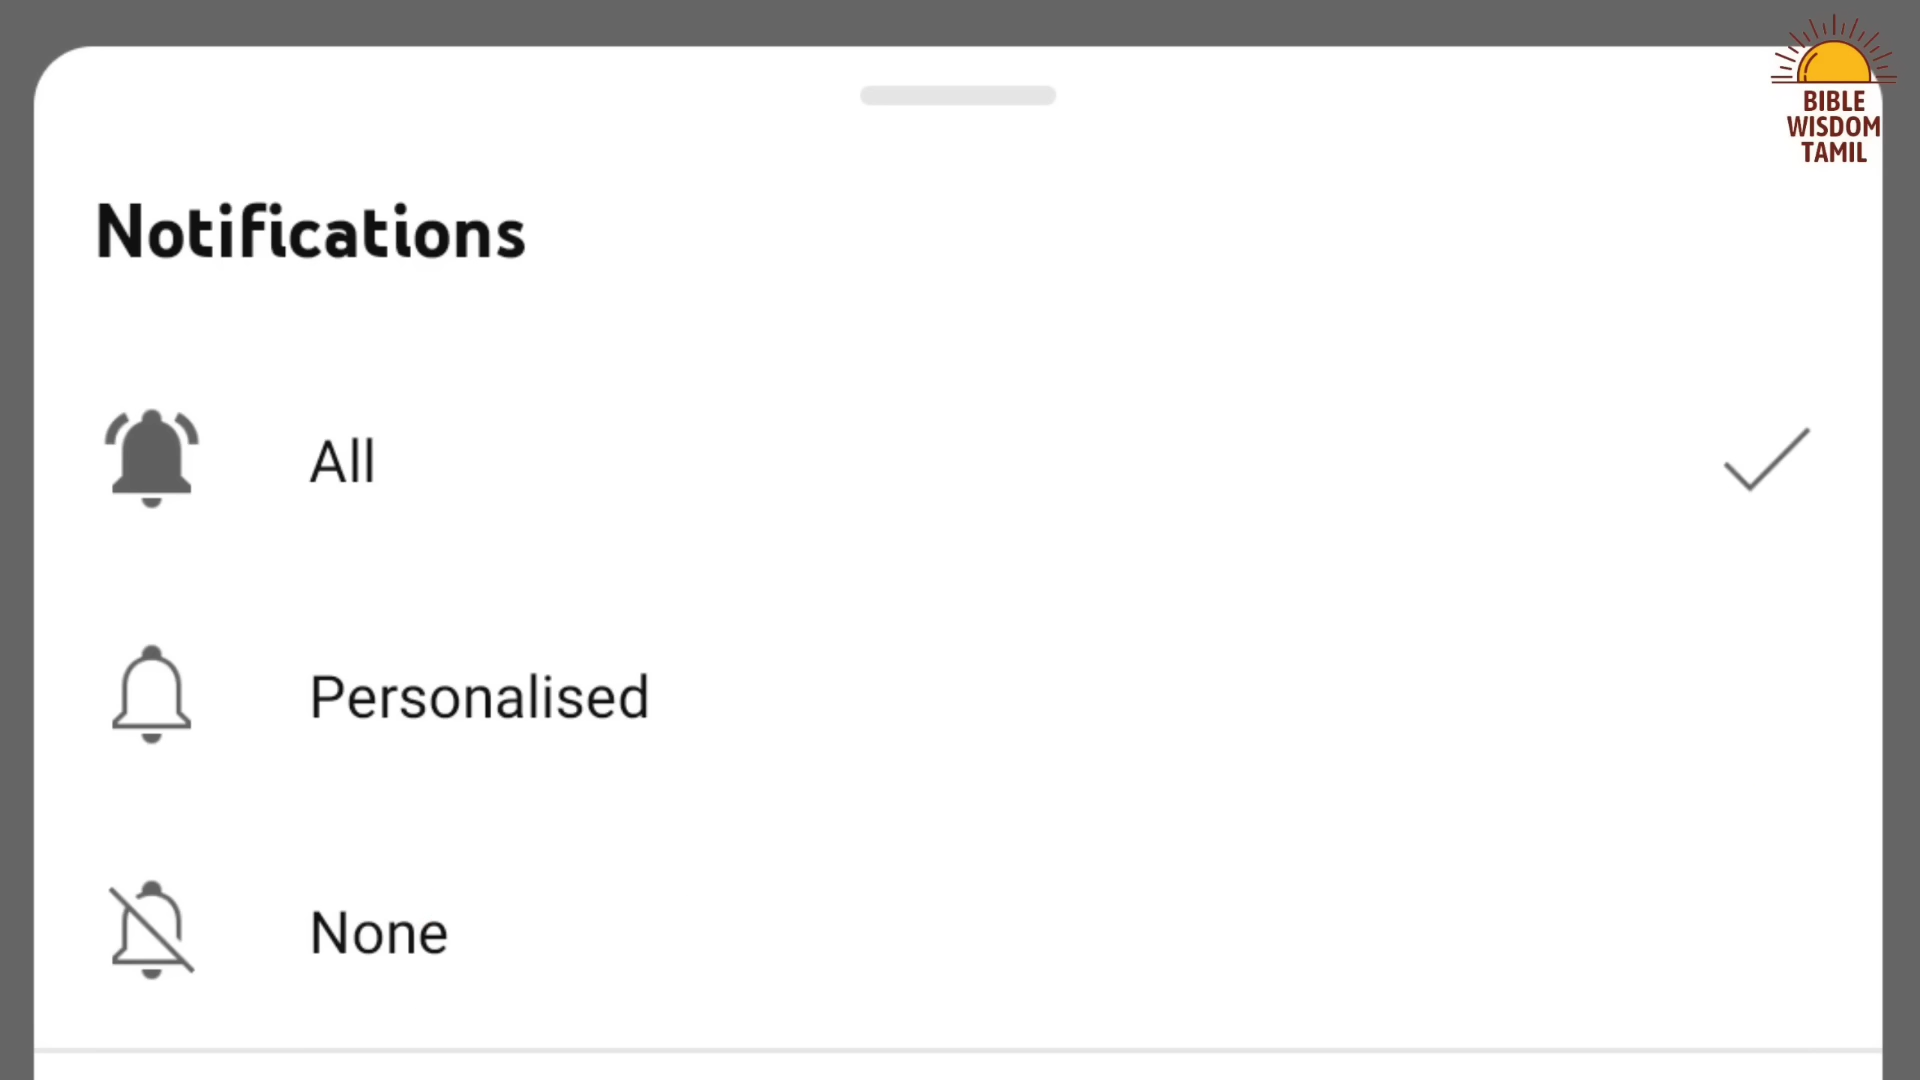 BIBLE
WISDOM
TAMIL
Notifications
All
Personalised
None